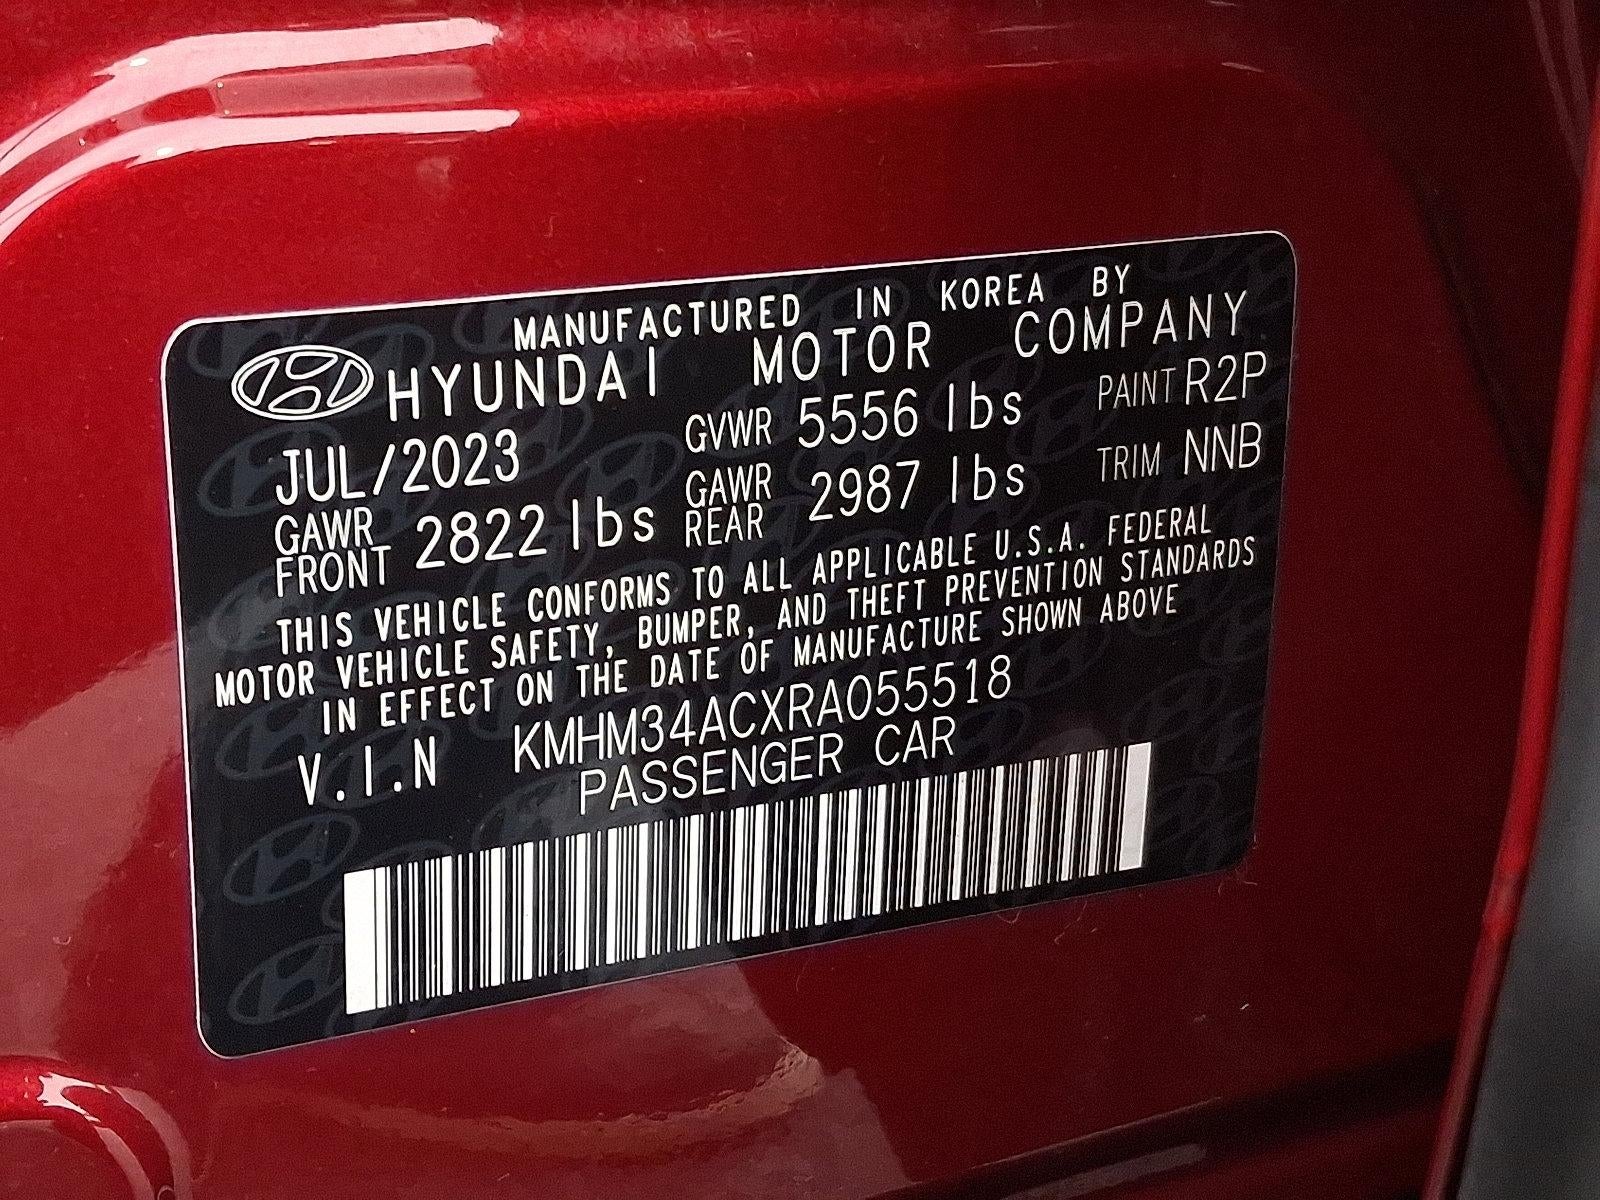 MANUFACTURED IN KOREA BY
HYUNDAI MOTOR COMPANY
JUL/2023 GVWR 5556 lbs PAINT R2P
GAWR FRONT 2822 lbs GAWR REAR 2987 lbs TRIM NNB
THIS VEHICLE CONFORMS TO ALL APPLICABLE U.S.A. FEDERAL
MOTOR VEHICLE SAFETY, BUMPER, AND THEFT PREVENTION STANDARDS
IN EFFECT ON THE DATE OF MANUFACTURE SHOWN ABOVE
V.I.N KMHM34ACXRA055518
PASSENGER CAR